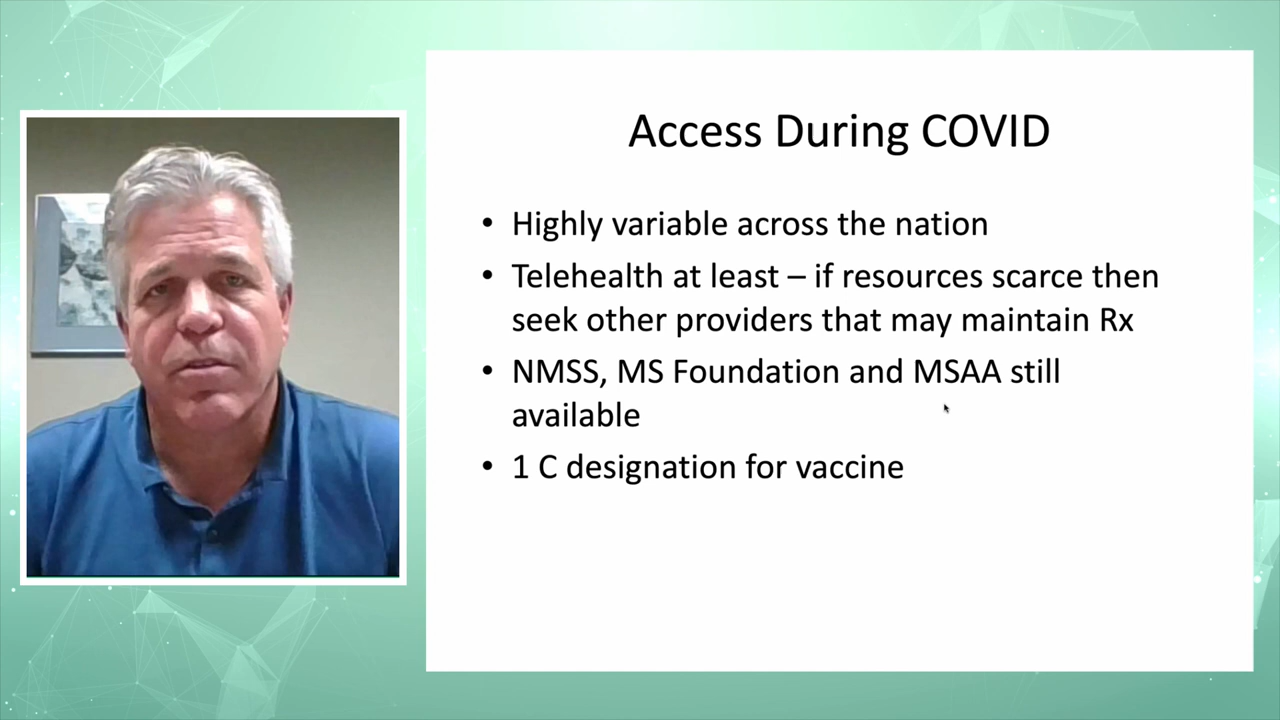 Access During COVID
• Highly variable across the nation
• Telehealth at least – if resources scarce then
seek other providers that may maintain Rx
• NMSS, MS Foundation and MSAA still
available
• 1 C designation for vaccine